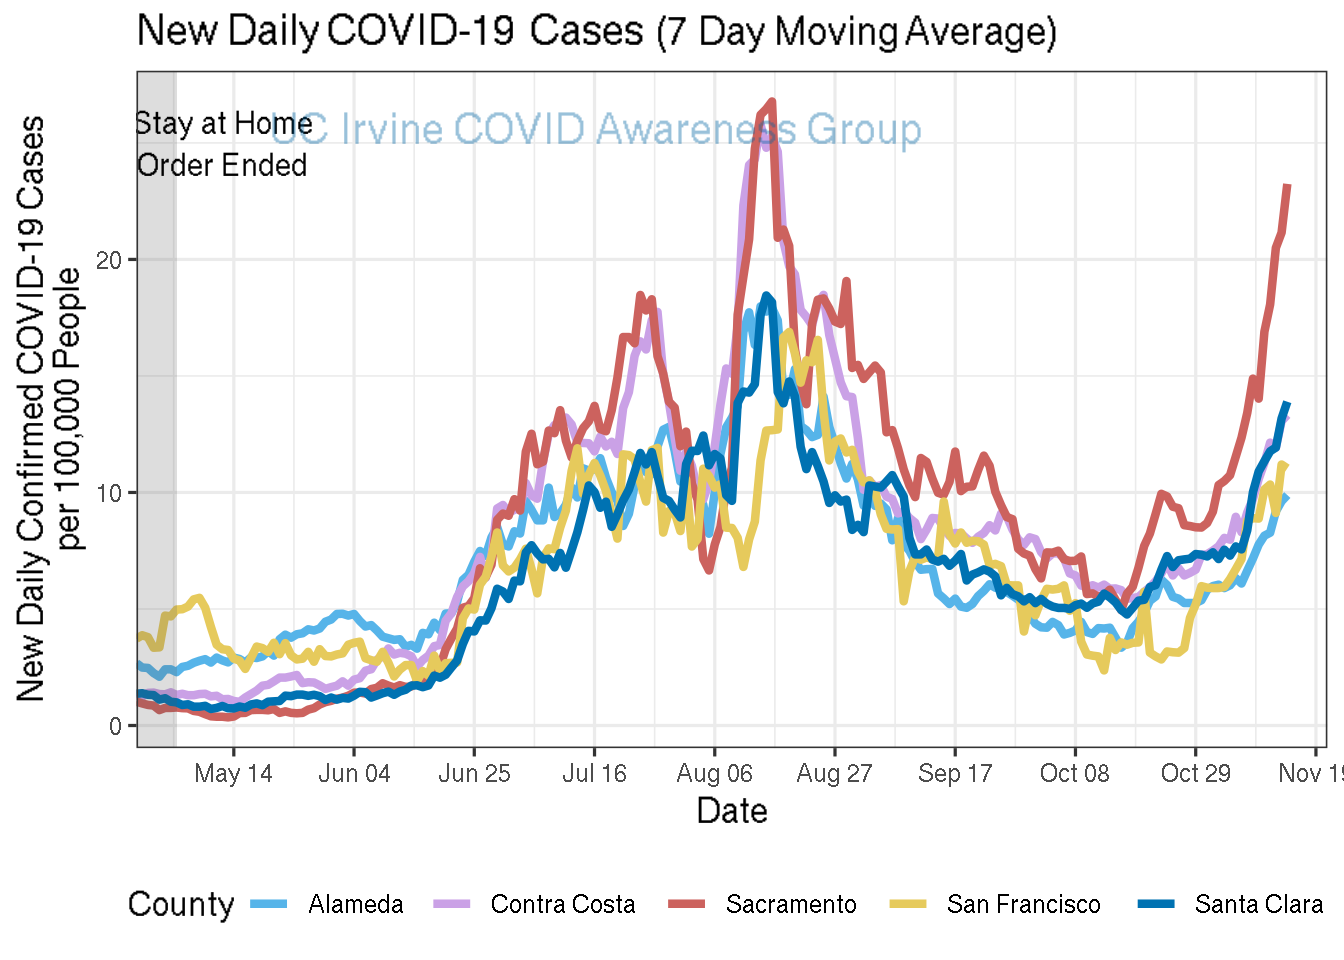 New Daily COVID-19 Cases (7 Day Moving Average)
UC Irvine COVID Awareness Group
Stay at Home
Order Ended
New Daily Confirmed COVID-19 Cases
per 100,000 People
20
10
0
May 14 Jun 04 Jun 25 Jul 16 Aug 06 Aug 27 Sep 17 Oct 08 Oct 29 Nov 19
Date
County Alameda Contra Costa Sacramento San Francisco Santa Clara